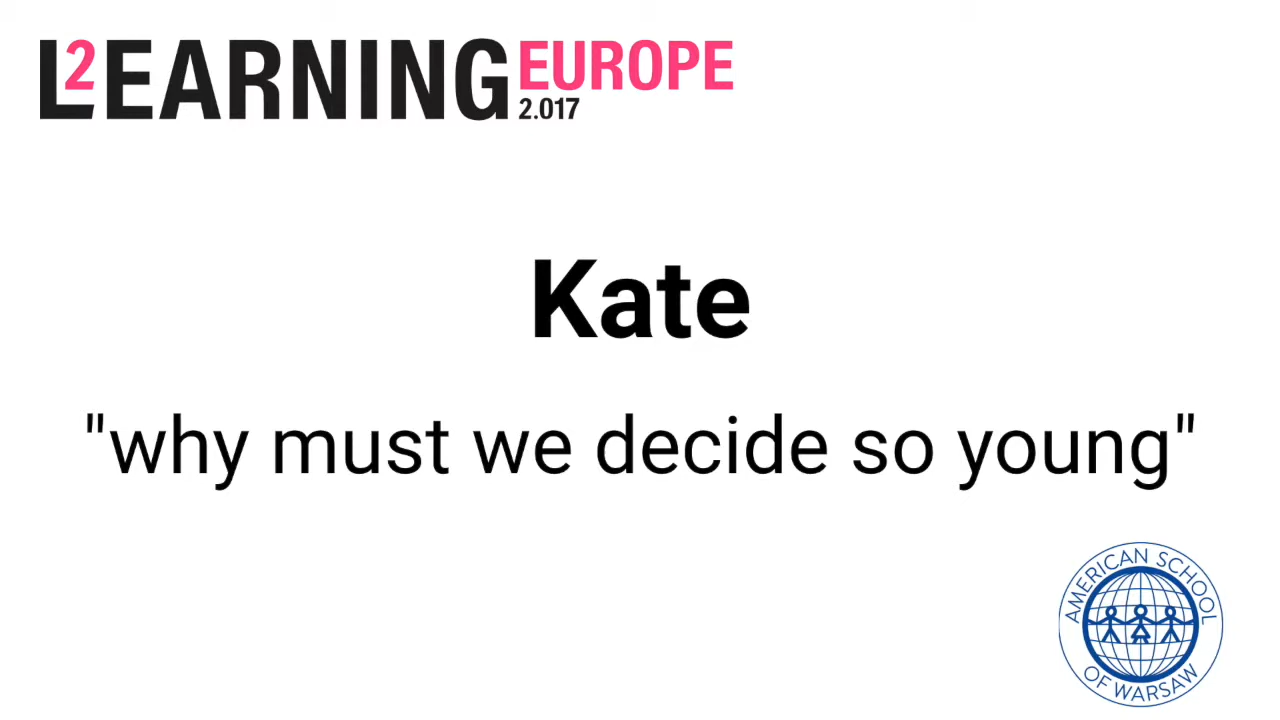 L2EARNING EUROPE
2.017
Kate
"why must we decide so young"
AMERICAN SCHOOL
OF WARSAW